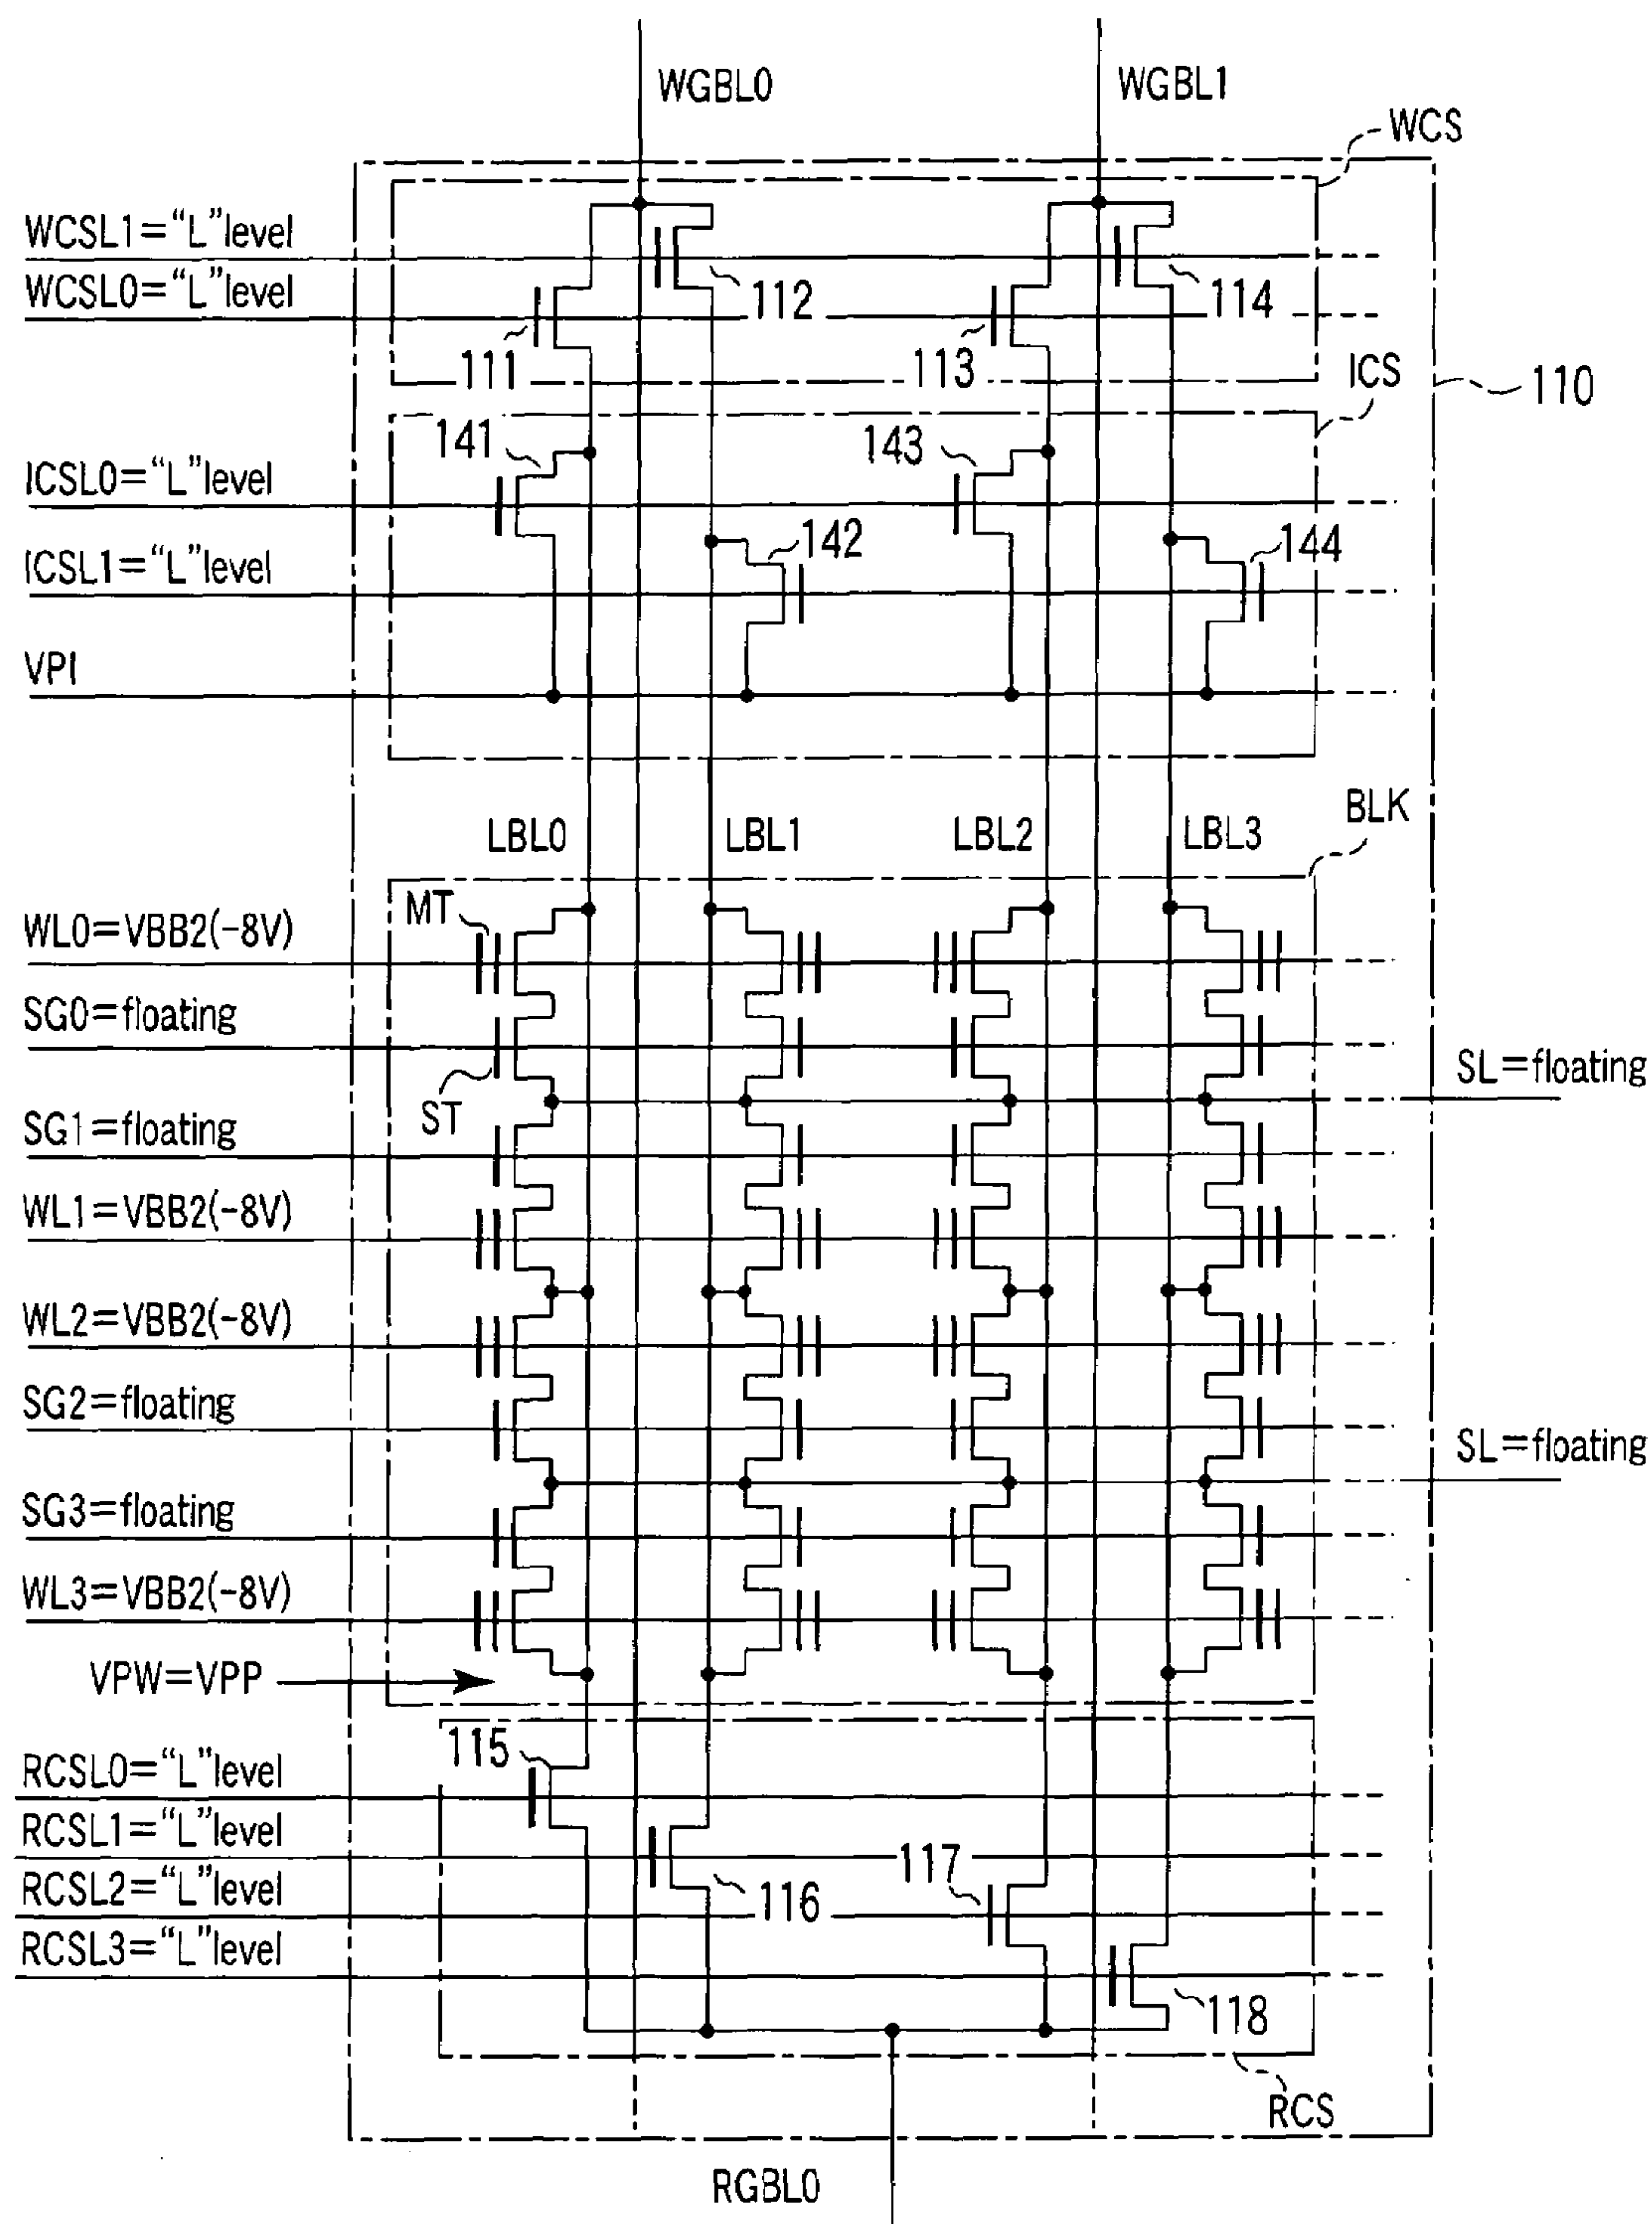 WGBL0
WGBL1
WCS
WCSL1="L"level
WCSL0="L"level
112
114
111
113
ICS
110
141
143
ICSL0="L"level
142
144
ICSL1="L"level
VPI
BLK
LBL0
LBL1
LBL2
LBL3
MT
WL0=VBB2(-8V)
SG0=floating
SL=floating
ST
SG1=floating
WL1=VBB2(-8V)
WL2=VBB2(-8V)
SG2=floating
SL=floating
SG3=floating
WL3=VBB2(-8V)
VPW=VPP
115
RCSL0="L"level
RCSL1="L"level
117
RCSL2="L"level
116
RCSL3="L"level
118
RCS
RGBL0